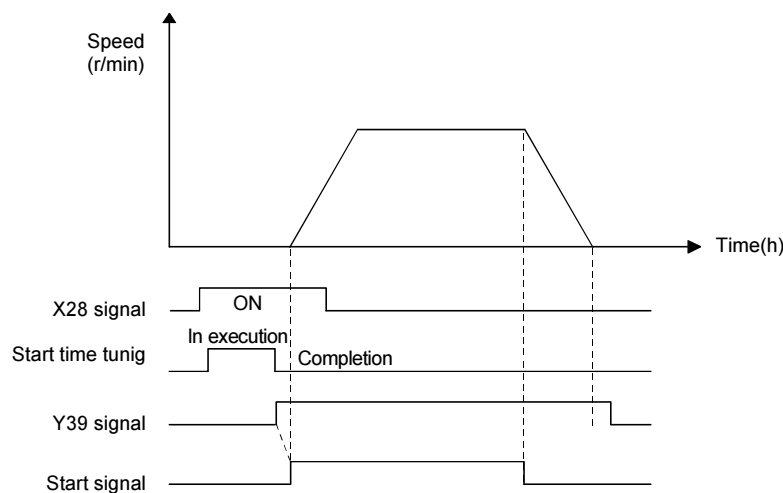 Speed
(r/min)
Time(h)
X28 signal
ON
In execution
Start time tunig
Completion
Y39 signal
Start signal